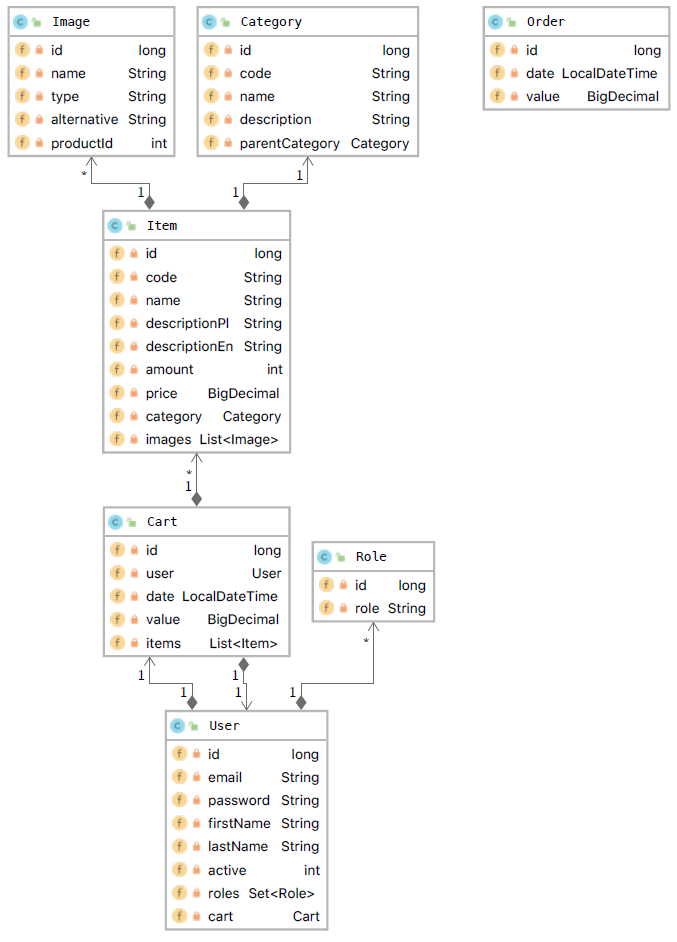 Image
id long
name String
type String
alternative String
productId int
Category
id long
code String
name String
description String
parentCategory Category
Order
id long
date LocalDateTime
value BigDecimal
* 1
1 1
Item
id long
code String
name String
descriptionPl String
descriptionEn String
amount int
price BigDecimal
category Category
images List<Image>
*
1
Cart
id long
user User
date LocalDateTime
value BigDecimal
items List<Item>
Role
id long
role String
1 1
1 1
* 1
User
id long
email String
password String
firstName String
lastName String
active int
roles Set<Role>
cart Cart